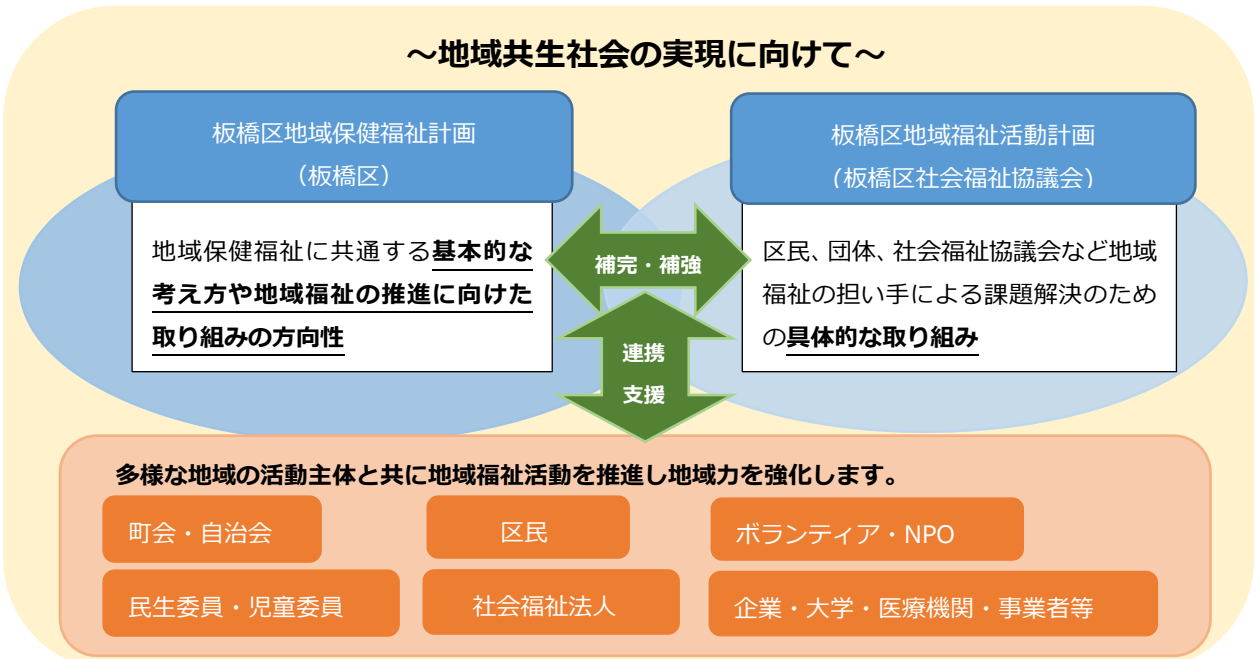 ～地域共生社会の実現に向けて～
板橋区地域保健福祉計画
（板橋区）
地域保健福祉に共通する基本的な
考え方や地域福祉の推進に向けた
取り組みの方向性
補完・補強
板橋区地域福祉活動計画
（板橋区社会福祉協議会）
区民、団体、社会福祉協議会など地域
福祉の担い手による課題解決のため
の具体的な取り組み
連携
支援
多様な地域の活動主体と共に地域福祉活動を推進し地域力を強化します。
町会・自治会
区民
ボランティア・NPO
民生委員・児童委員
社会福祉法人
企業・大学・医療機関・事業者等